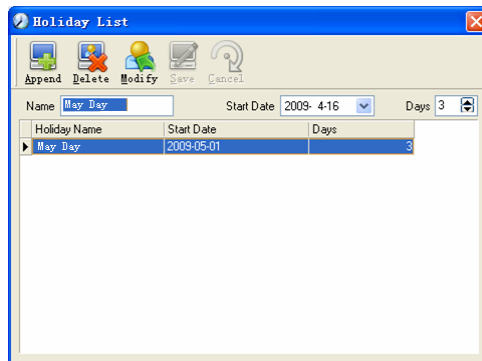 Holiday List
Append Delete Modify Save Cancel
Name May Day Start Date 2009- 4-16 Days 3
Holiday Name Start Date Days
May Day 2009-05-01 3